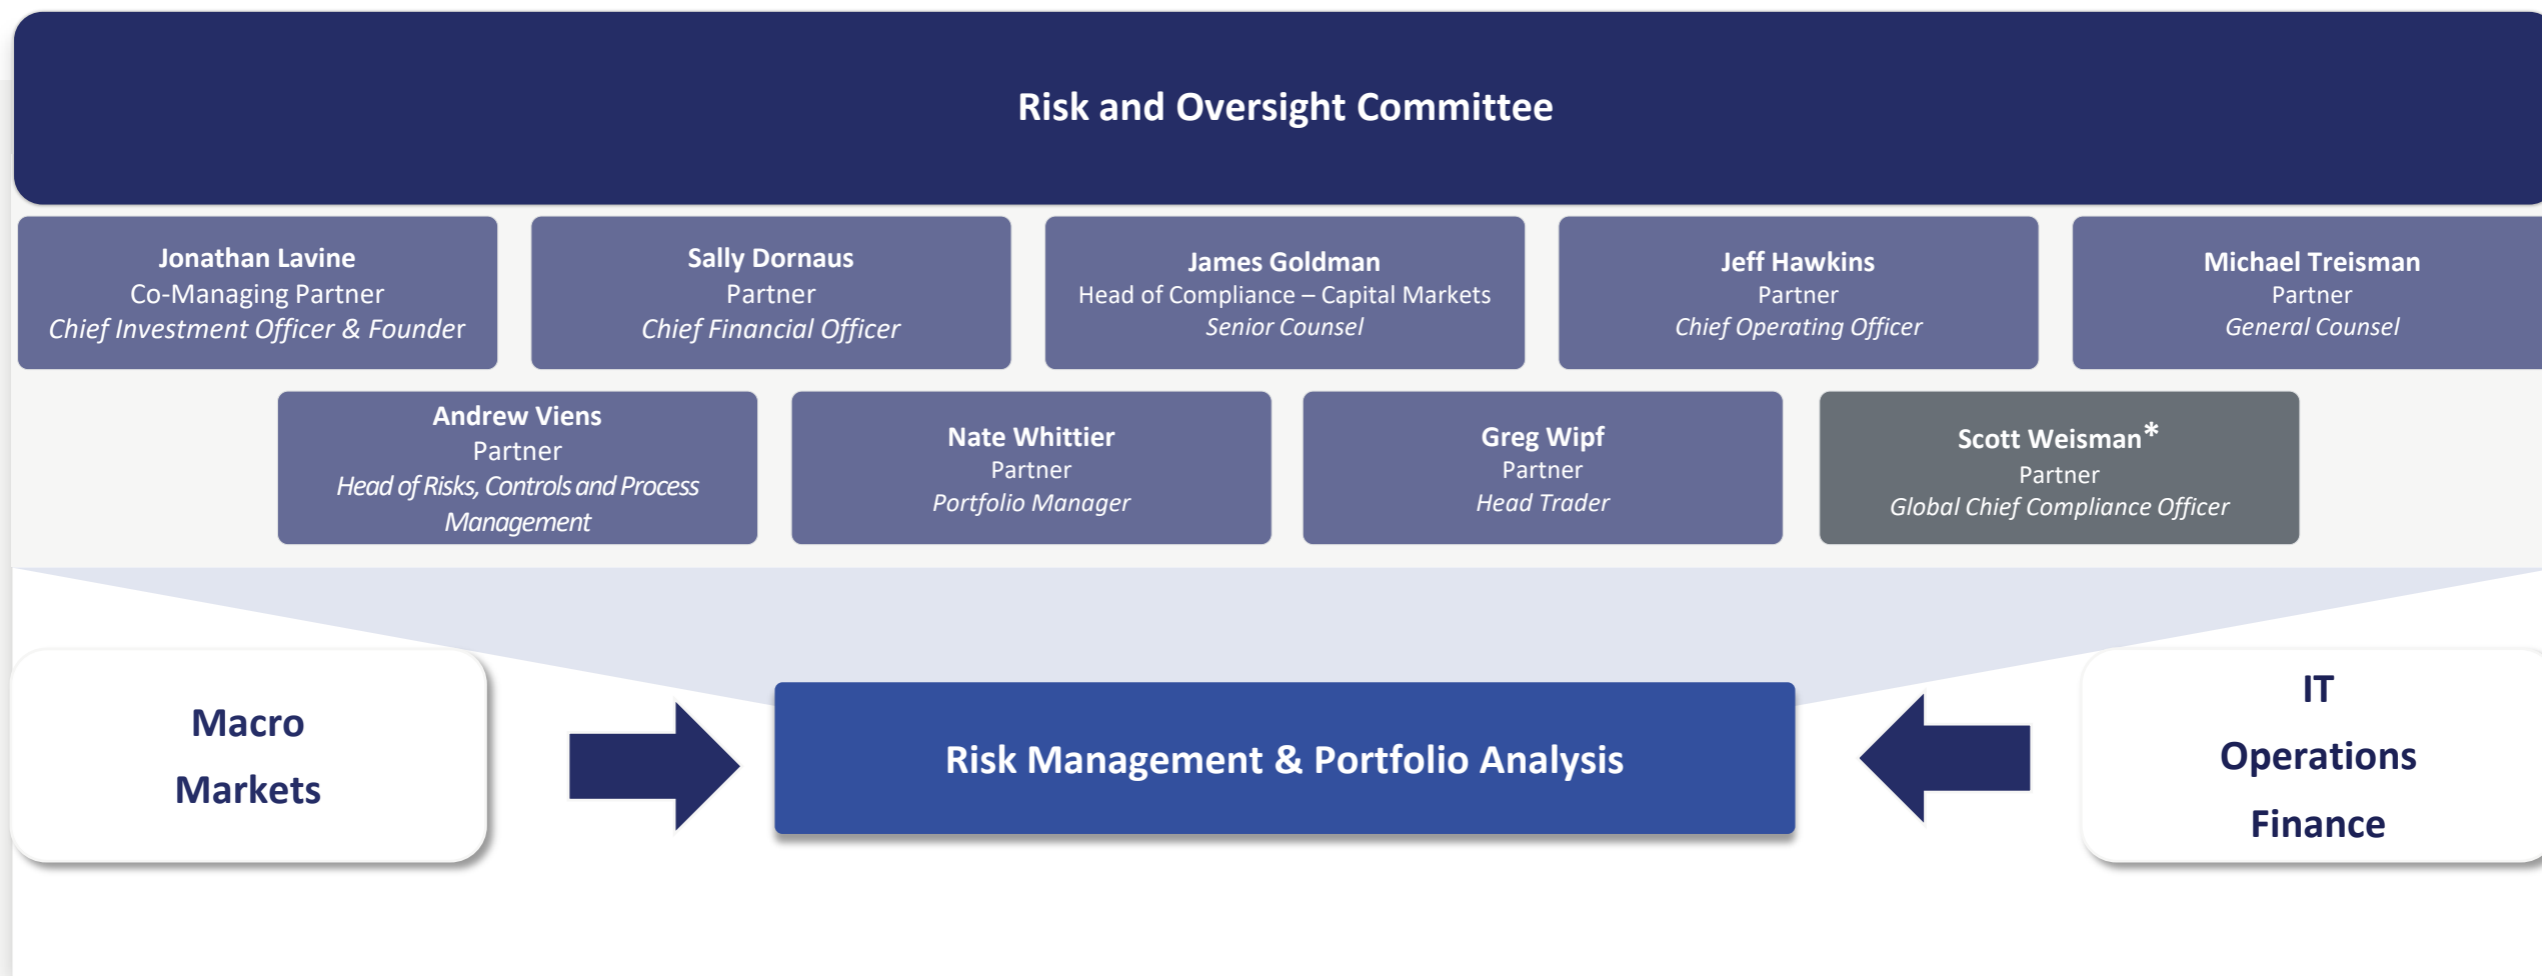 Risk and Oversight Committee
Jonathan Lavine
Co-Managing Partner
Chief Investment Officer & Founder
Sally Dornaus
Partner
Chief Financial Officer
James Goldman
Head of Compliance – Capital Markets
Senior Counsel
Jeff Hawkins
Partner
Chief Operating Officer
Michael Treisman
Partner
General Counsel
Andrew Viens
Partner
Head of Risks, Controls and Process
Management
Nate Whittier
Partner
Portfolio Manager
Greg Wipf
Partner
Head Trader
Scott Weisman*
Partner
Global Chief Compliance Officer
Macro
Markets
Risk Management & Portfolio Analysis
IT
Operations
Finance